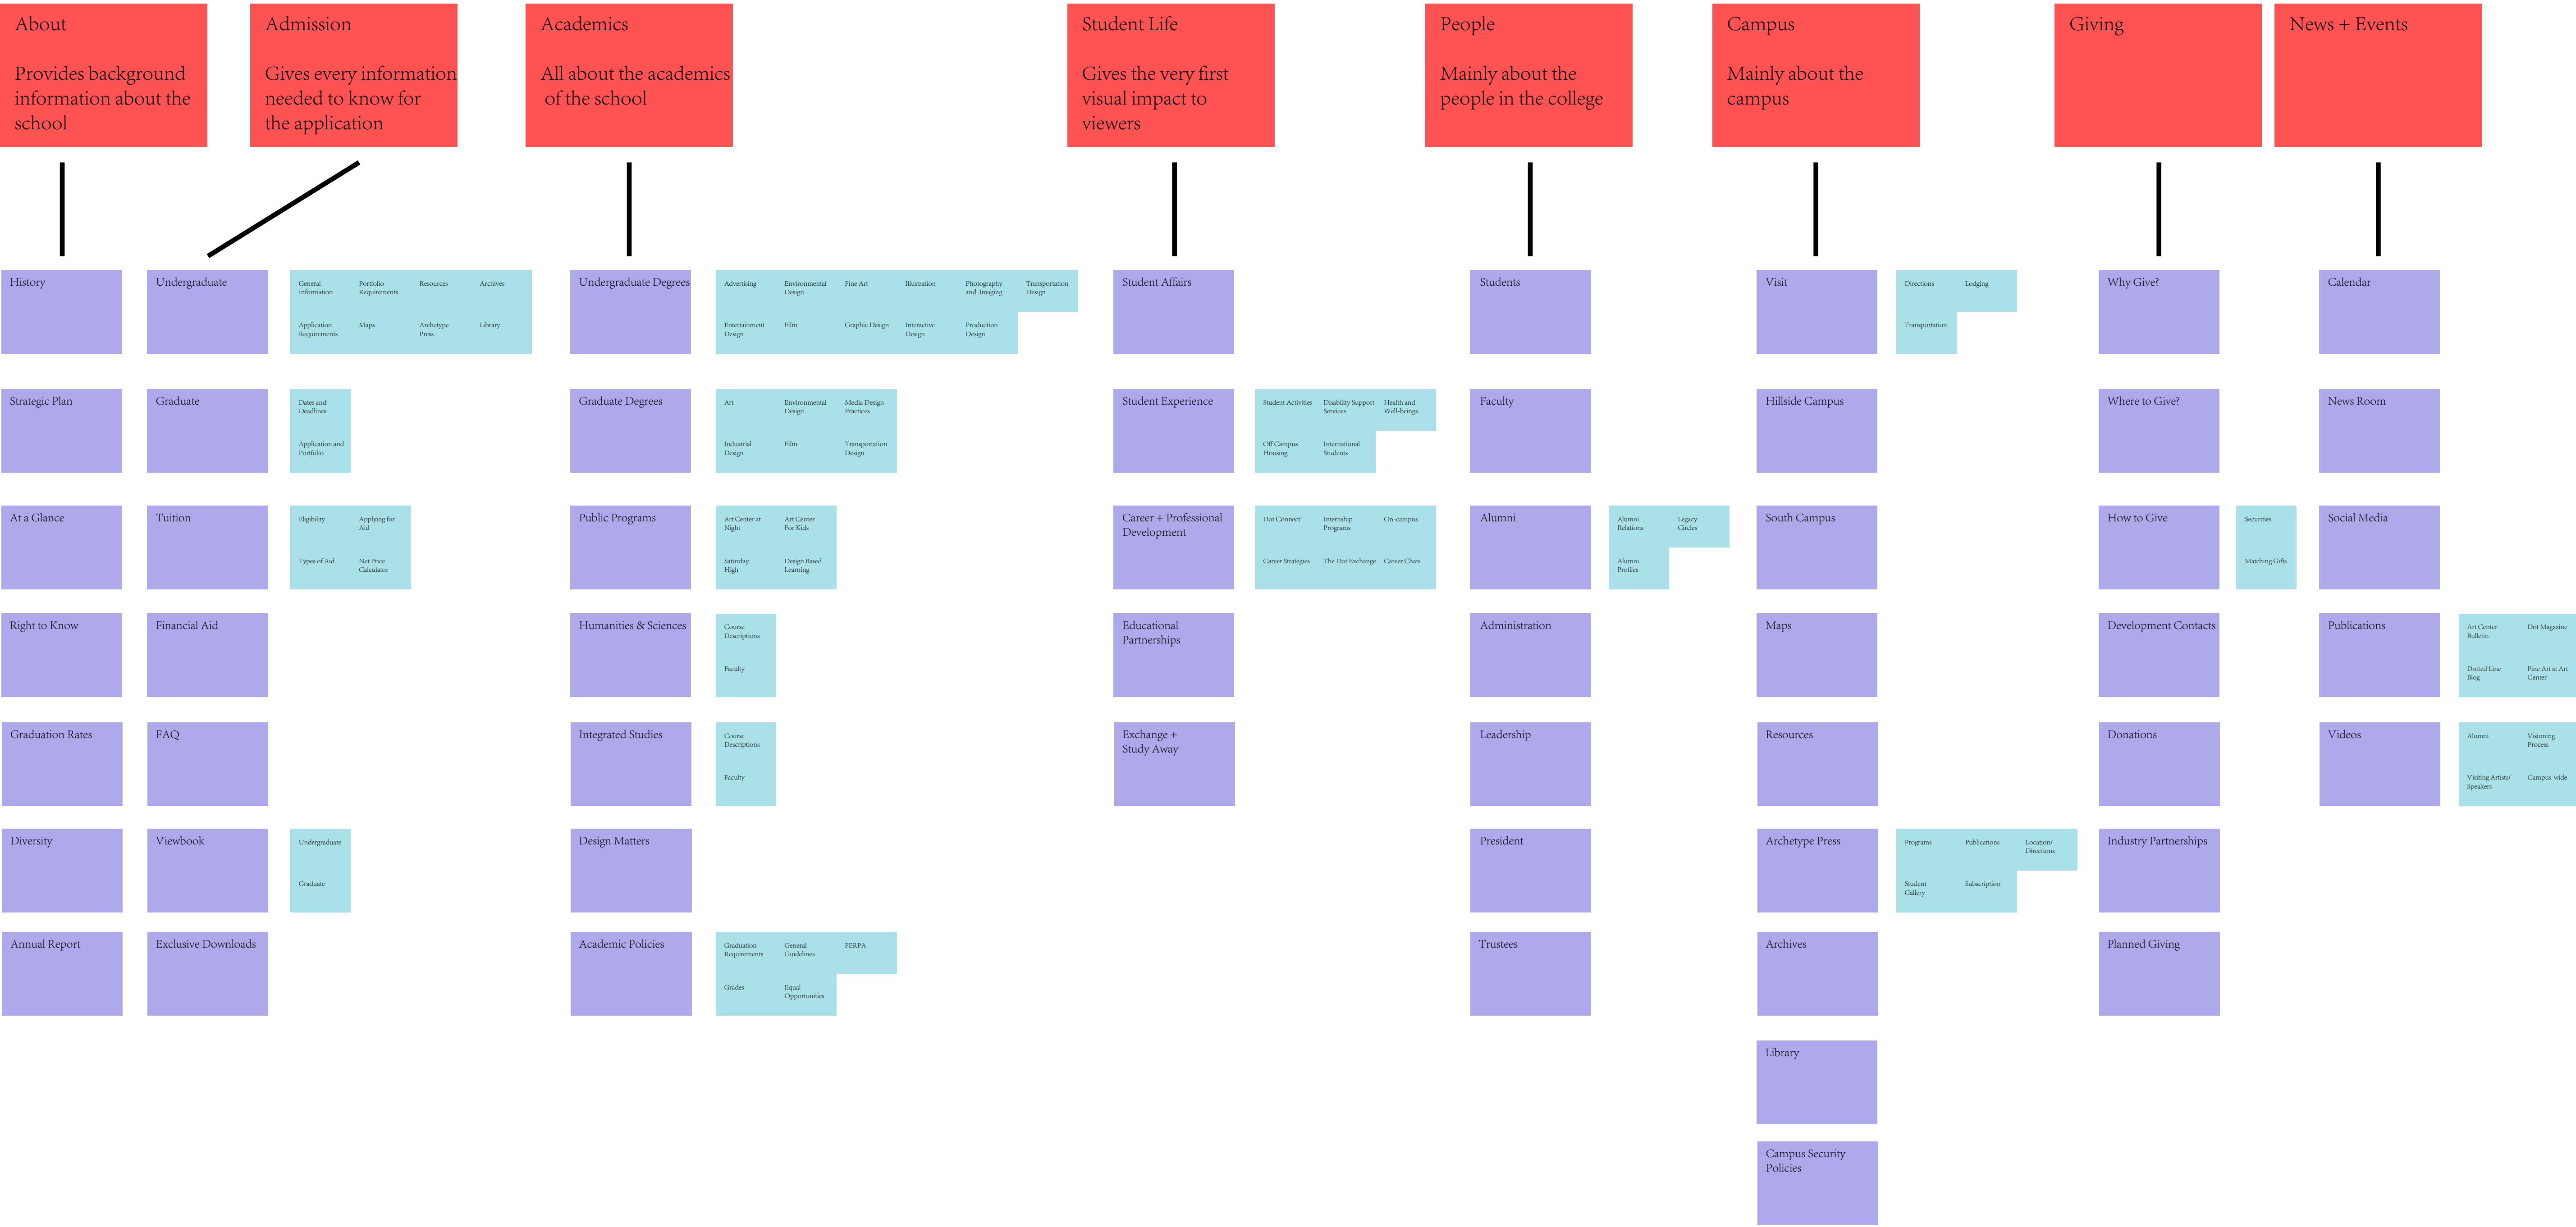 About
Provides background
information about the
school
Admission
Gives every information
needed to know for
the application
Academics
All about the academics
of the school
Student Life
Gives the very first
visual impact to
viewers
People
Mainly about the
people in the college
Campus
Mainly about the
campus
Giving
News + Events
History
Strategic Plan
At a Glance
Right to Know
Graduation Rates
Diversity
Annual Report
Undergraduate
General
Information
Portfolio
Requirements
Resources
Archives
Application
Requirements
Maps
Archetype
Press
Library
Graduate
Dates and
Deadlines
Application and
Portfolio
Tuition
Eligibility
Applying for
Aid
Types of Aid
Net Price
Calculator
Financial Aid
FAQ
Viewbook
Undergraduate
Graduate
Exclusive Downloads
Undergraduate Degrees
Advertising
Environmental
Design
Fine Art
Illustration
Photography
and Imaging
Transportation
Design
Entertainment
Design
Film
Graphic Design
Interactive
Design
Production
Design
Graduate Degrees
Art
Environmental
Design
Media Design
Practices
Induatrial
Design
Film
Transportation
Design
Public Programs
Art Center at
Night
Art Center
For Kids
Saturday
High
Design Based
Learning
Humanities & Sciences
Course
Descriptions
Faculty
Integrated Studies
Course
Descriptions
Faculty
Design Matters
Academic Policies
Graduation
Requirements
General
Guidelines
FERPA
Grades
Equal
Opportunities
Student Affairs
Student Experience
Student Activities
Disability Support
Services
Health and
Well-beings
Off Campus
Housing
International
Students
Career + Professional
Development
Dot Connect
Internship
Programs
On-campus
Career Strategies
The Dot Exchange
Career Chats
Educational
Partnerships
Exchange +
Study Away
Students
Faculty
Alumni
Alumni
Relations
Legacy
Circles
Alumni
Profiles
Administration
Leadership
President
Trustees
Visit
Directions
Lodging
Transportation
Hillside Campus
South Campus
Maps
Resources
Archetype Press
Programs
Publications
Location/
Directions
Student
Gallery
Subscription
Archives
Library
Campus Security
Policies
Why Give?
Where to Give?
How to Give
Securities
Matching Gifts
Development Contacts
Donations
Industry Partnerships
Planned Giving
Calendar
News Room
Social Media
Publications
Art Center
Bulletin
Dot Magazine
Dotted Line
Blog
Fine Art at Art
Center
Videos
Alumni
Visioning
Process
Visiting Artists/
Speakers
Campus-wide